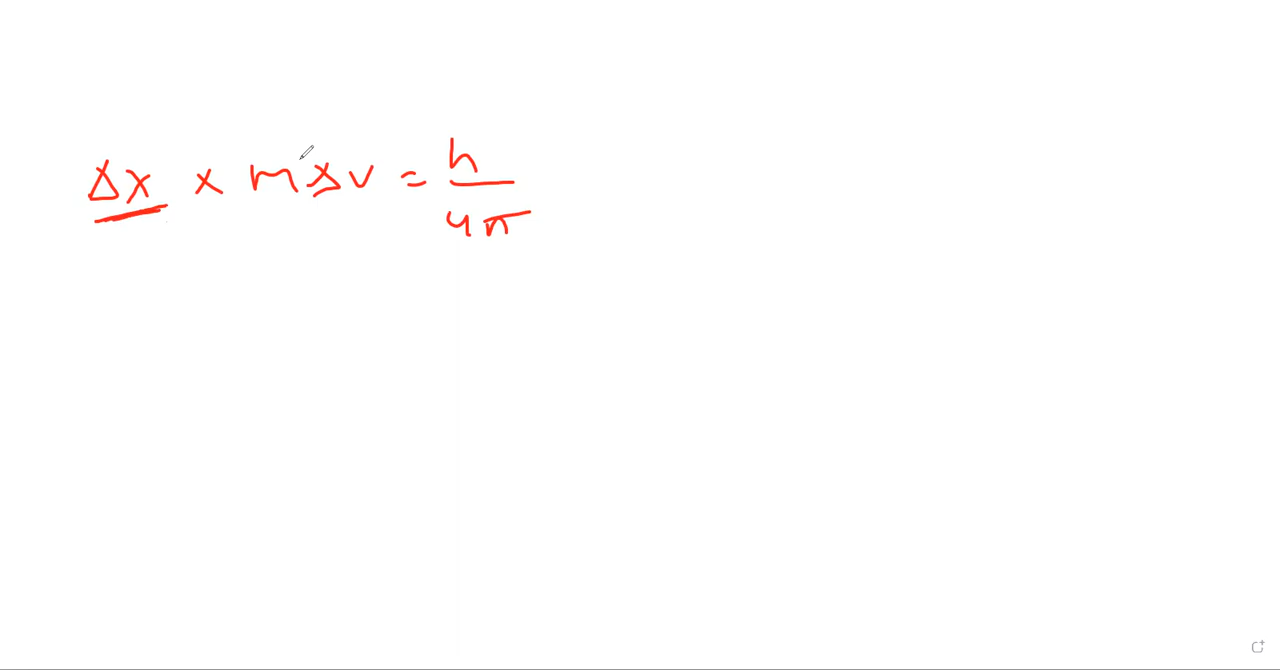 Δx × mΔv = h/4π